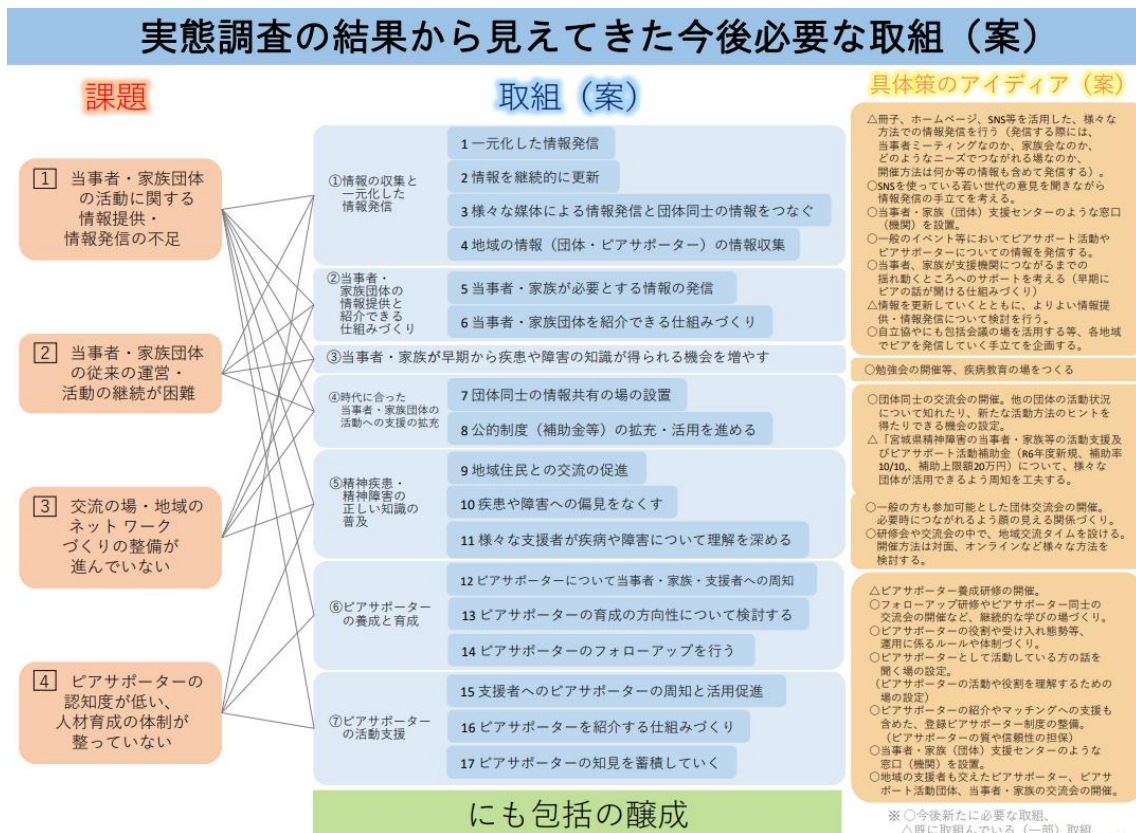 実態調査の結果から見えてきた今後必要な取組（案）
課題
1 当事者・家族団体
の活動に関する
情報提供・
情報発信の不足
2 当事者・家族団体
の従来の運営・
活動の継続が困難
3 交流の場・地域の
ネット ワーク
づくりの整備が
進んでいない
4 ピアサポーターの
認知度が低い、
人材育成の体制が
整っていない
取組（案）
①情報の収集と
一元化した
情報発信
1 一元化した情報発信
2 情報を継続的に更新
3 様々な媒体による情報発信と団体同士の情報をつなぐ
4 地域の情報（団体・ピアサポーター）の情報収集
②当事者・
家族団体の
情報提供と
紹介できる
仕組みづくり
5 当事者・家族が必要とする情報の発信
6 当事者・家族団体を紹介できる仕組みづくり
③当事者・家族が早期から疾患や障害の知識が得られる機会を増やす
④時代に合った
当事者・家族団体の
活動への支援の拡充
7 団体同士の情報共有の場の設置
8 公的制度（補助金等）の拡充・活用を進める
⑤精神疾患・
精神障害の
正しい知識の
普及
9 地域住民との交流の促進
10 疾患や障害への偏見をなくす
11 様々な支援者が疾病や障害について理解を深める
⑥ピアサポーター
の養成と育成
12 ピアサポーターについて当事者・家族・支援者への周知
13 ピアサポーターの育成の方向性について検討する
14 ピアサポーターのフォローアップを行う
⑦ピアサポーター
の活動支援
15 支援者へのピアサポーターの周知と活用促進
16 ピアサポーターを紹介する仕組みづくり
17 ピアサポーターの知見を蓄積していく
にも包括の醸成
具体策のアイディア（案）
△冊子、ホームページ、SNS等を活用した、様々な
方法での情報発信を行う（発信する際には、
当事者ミーティングなのか、家族会なのか、
どのようなニーズでつながれる場なのか、
開催方法は何か等の情報も含めて発信する）。
○SNSを使っている若い世代の意見を聞きながら
情報発信の手立てを考える。
○当事者・家族（団体）支援センターのような窓口
（機関）を設置。
○一般のイベント等においてピアサポート活動や
ピアサポーターについての情報を発信する。
○当事者、家族が支援機関につながるまでの
揺れ動くところへのサポートを考える（早期に
ピアの話が聞ける仕組みづくり）
△情報を更新していくとともに、よりよい情報提
供・情報発信について検討を行う。
○自立協やにも包括会議の場を活用する等、各地域
でピアを発信していく手立てを企画する。
○勉強会の開催等、疾病教育の場をつくる
○団体同士の交流会の開催。他の団体の活動状況
について知れたり、新たな活動方法のヒントを
得たりできる機会の設定。
△「宮城県精神障害の当事者・家族等の活動支援及
びピアサポート活動補助金（R6年度新規、補助率
10/10,、補助上限額20万円）について、様々な
団体が活用できるよう周知を工夫する。
○一般の方も参加可能とした団体交流会の開催。
必要時につながれるよう顔の見える関係づくり。
○研修会や交流会の中で、地域交流タイムを設ける。
開催方法は対面、オンラインなど様々な方法を
検討する。
△ピアサポーター養成研修の開催。
○フォローアップ研修やピアサポーター同士の
交流会の開催など、継続的な学びの場づくり。
○ピアサポーターの役割や受け入れ態勢等、
運用に係るルールや体制づくり。
○ピアサポーターとして活動している方の話を
聞く場の設定。
（ピアサポーターの活動や役割を理解するための
場の設定）
○ピアサポーターの紹介やマッチングへの支援も
含めた、登録ピアサポーター制度の整備。
（ピアサポーターの質や信頼性の担保）
○当事者・家族（団体）支援センターのような
窓口（機関）を設置。
○地域の支援者も交えたピアサポーター、ピアサ
ポート活動団体、当事者・家族の交流会の開催。
※ ○今後新たに必要な取組、
△既に取組んでいる（一部）取組